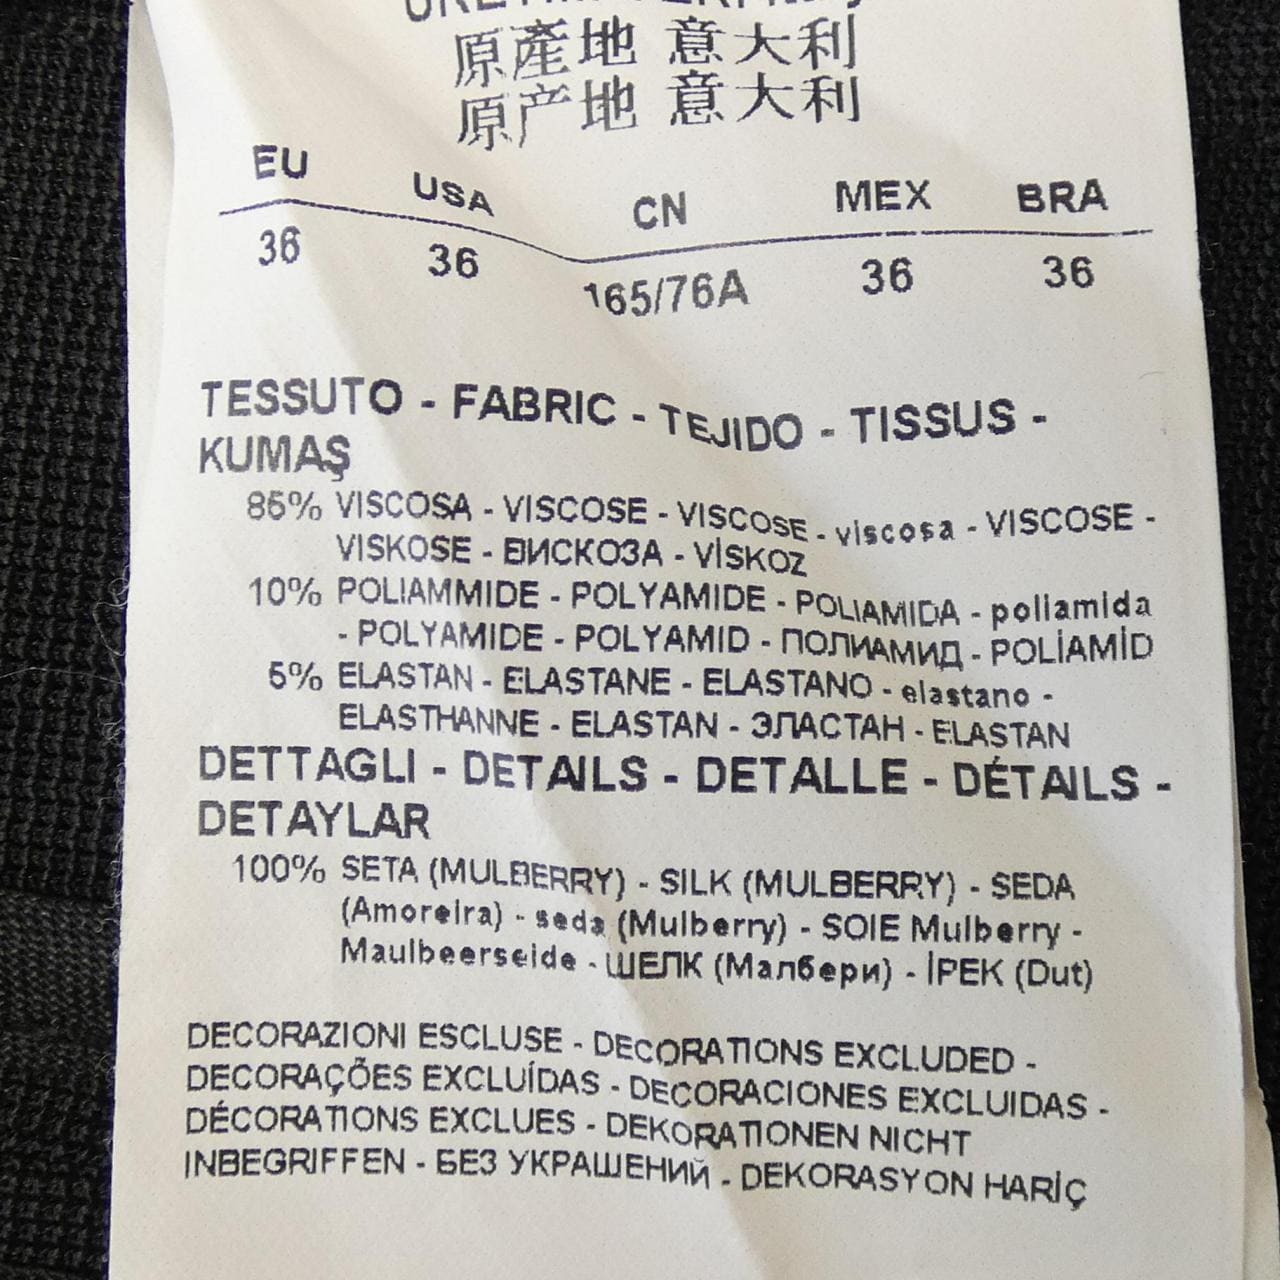 原產地 意大利
原产地 意大利
EU USA CN MEX BRA
36 36 165/76A 36 36
TESSUTO - FABRIC - TEJIDO - TISSUS -
KUMAŞ
85% VISCOSA - VISCOSE - VISCOSE - viscosa - VISCOSE -
VISKOSE - ВИСКОЗА - VİSKOZ
10% POLIAMMIDE - POLYAMIDE - POLIAMIDA - poliamida
- POLYAMIDE - POLYAMID - ПОЛИАМИД - POLİAMİD
5% ELASTAN - ELASTANE - ELASTANO - elastano -
ELASTHANNE - ELASTAN - ЭЛАСТАН - ELASTAN
DETTAGLI - DETAILS - DETALLE - DÉTAILS -
DETAYLAR
100% SETA (MULBERRY) - SILK (MULBERRY) - SEDA
(Amoreira) - seda (Mulberry) - SOIE Mulberry -
Maulbeerseide - ШЕЛК (Малбери) - İPEK (Dut)
DECORAZIONI ESCLUSE - DECORATIONS EXCLUDED -
DECORAÇÕES EXCLUÍDAS - DECORACIONES EXCLUIDAS -
DÉCORATIONS EXCLUES - DEKORATIONEN NICHT
INBEGRIFFEN - БЕЗ УКРАШЕНИЙ - DEKORASYON HARİÇ